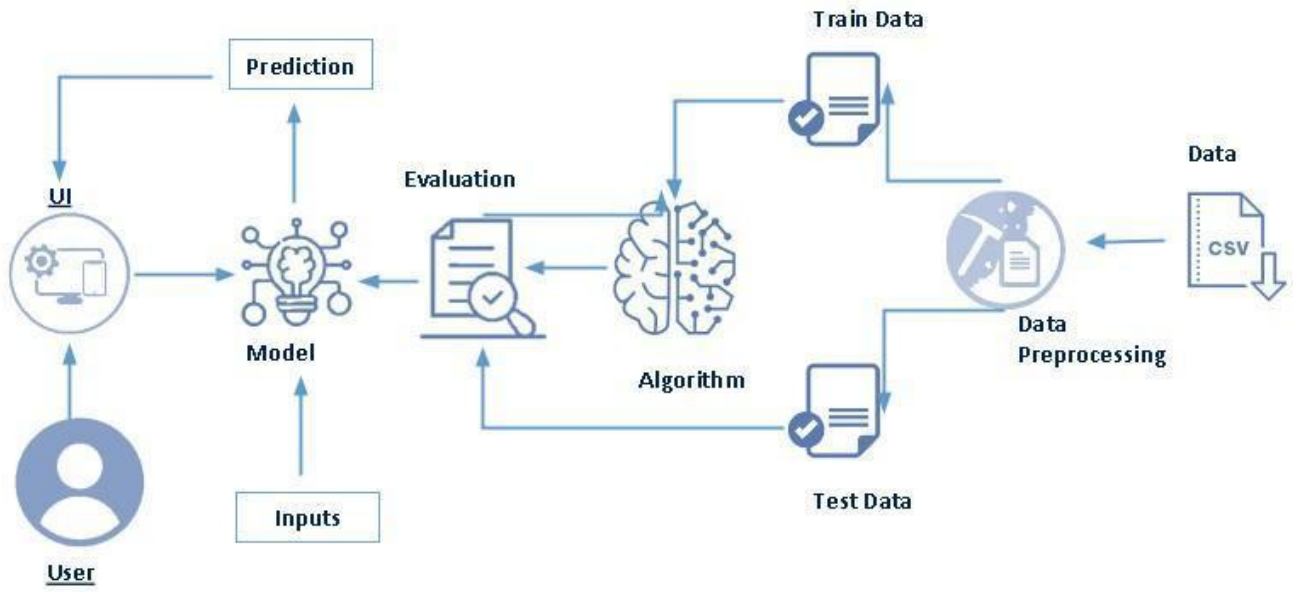 Train Data
Prediction
Data
Evaluation
UI
CSV
Data
Preprocessing
Model
Algorithm
Test Data
Inputs
User